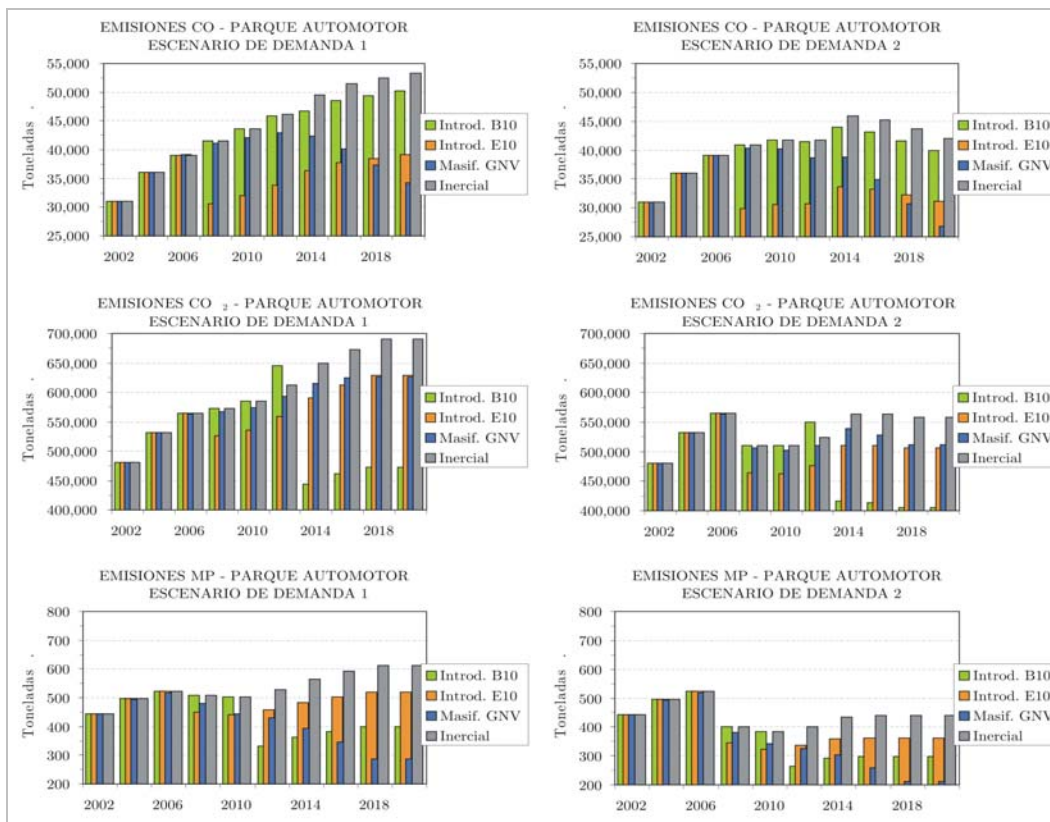 EMISIONES CO - PARQUE AUTOMOTOR
ESCENARIO DE DEMANDA 1
Toneladas .
55,000
50,000
45,000
40,000
35,000
30,000
25,000
2002 2006 2010 2014 2018
Introd. B10
Introd. E10
Masif. GNV
Inercial
EMISIONES CO - PARQUE AUTOMOTOR
ESCENARIO DE DEMANDA 2
Toneladas .
55,000
50,000
45,000
40,000
35,000
30,000
25,000
2002 2006 2010 2014 2018
Introd. B10
Introd. E10
Masif. GNV
Inercial
EMISIONES CO 2 - PARQUE AUTOMOTOR
ESCENARIO DE DEMANDA 1
Toneladas .
700,000
650,000
600,000
550,000
500,000
450,000
400,000
2002 2006 2010 2014 2018
Introd. B10
Introd. E10
Masif. GNV
Inercial
EMISIONES CO 2 - PARQUE AUTOMOTOR
ESCENARIO DE DEMANDA 2
Toneladas .
700,000
650,000
600,000
550,000
500,000
450,000
400,000
2002 2006 2010 2014 2018
Introd. B10
Introd. E10
Masif. GNV
Inercial
EMISIONES MP - PARQUE AUTOMOTOR
ESCENARIO DE DEMANDA 1
Toneladas .
800
700
600
500
400
300
200
2002 2006 2010 2014 2018
Introd. B10
Introd. E10
Masif. GNV
Inercial
EMISIONES MP - PARQUE AUTOMOTOR
ESCENARIO DE DEMANDA 2
Toneladas .
800
700
600
500
400
300
200
2002 2006 2010 2014 2018
Introd. B10
Introd. E10
Masif. GNV
Inercial